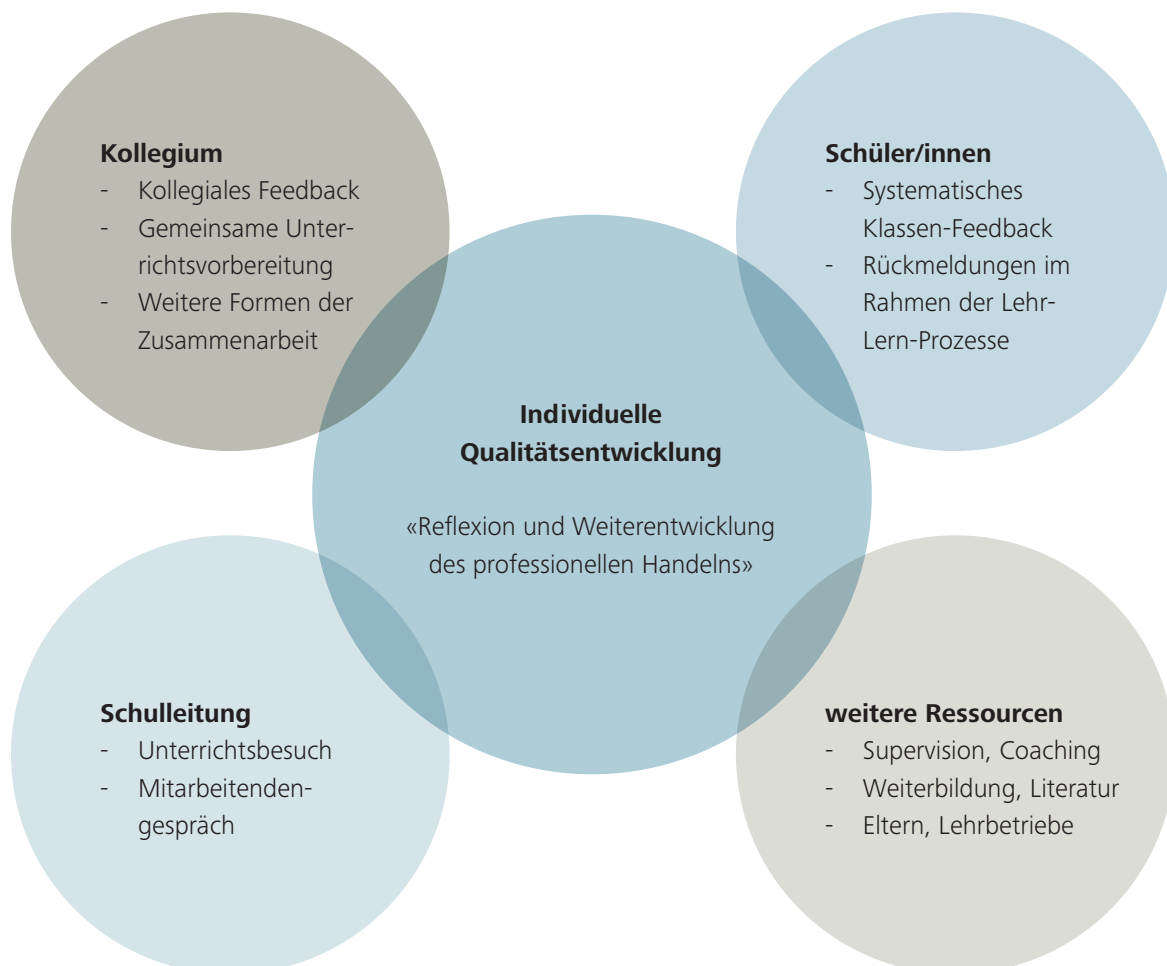 Kollegium
- Kollegiales Feedback
- Gemeinsame Unter-
richtsvorbereitung
- Weitere Formen der
Zusammenarbeit
Schüler/innen
- Systematisches
Klassen-Feedback
- Rückmeldungen im
Rahmen der Lehr-
Lern-Prozesse
Individuelle
Qualitätsentwicklung
«Reflexion und Weiterentwicklung
des professionellen Handelns»
Schulleitung
- Unterrichtsbesuch
- Mitarbeitenden-
gespräch
weitere Ressourcen
- Supervision, Coaching
- Weiterbildung, Literatur
- Eltern, Lehrbetriebe